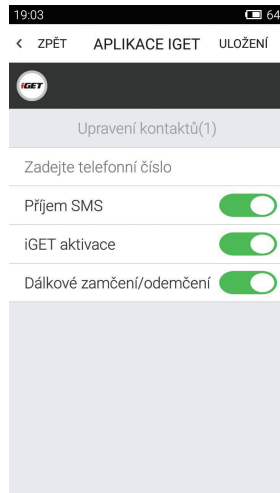 19:03
64
ZPĚT APLIKACE IGET ULOŽENÍ
iGET
Upravení kontaktů(1)
Zadejte telefonní číslo
Příjem SMS
iGET aktivace
Dálkové zamčení/odemčení